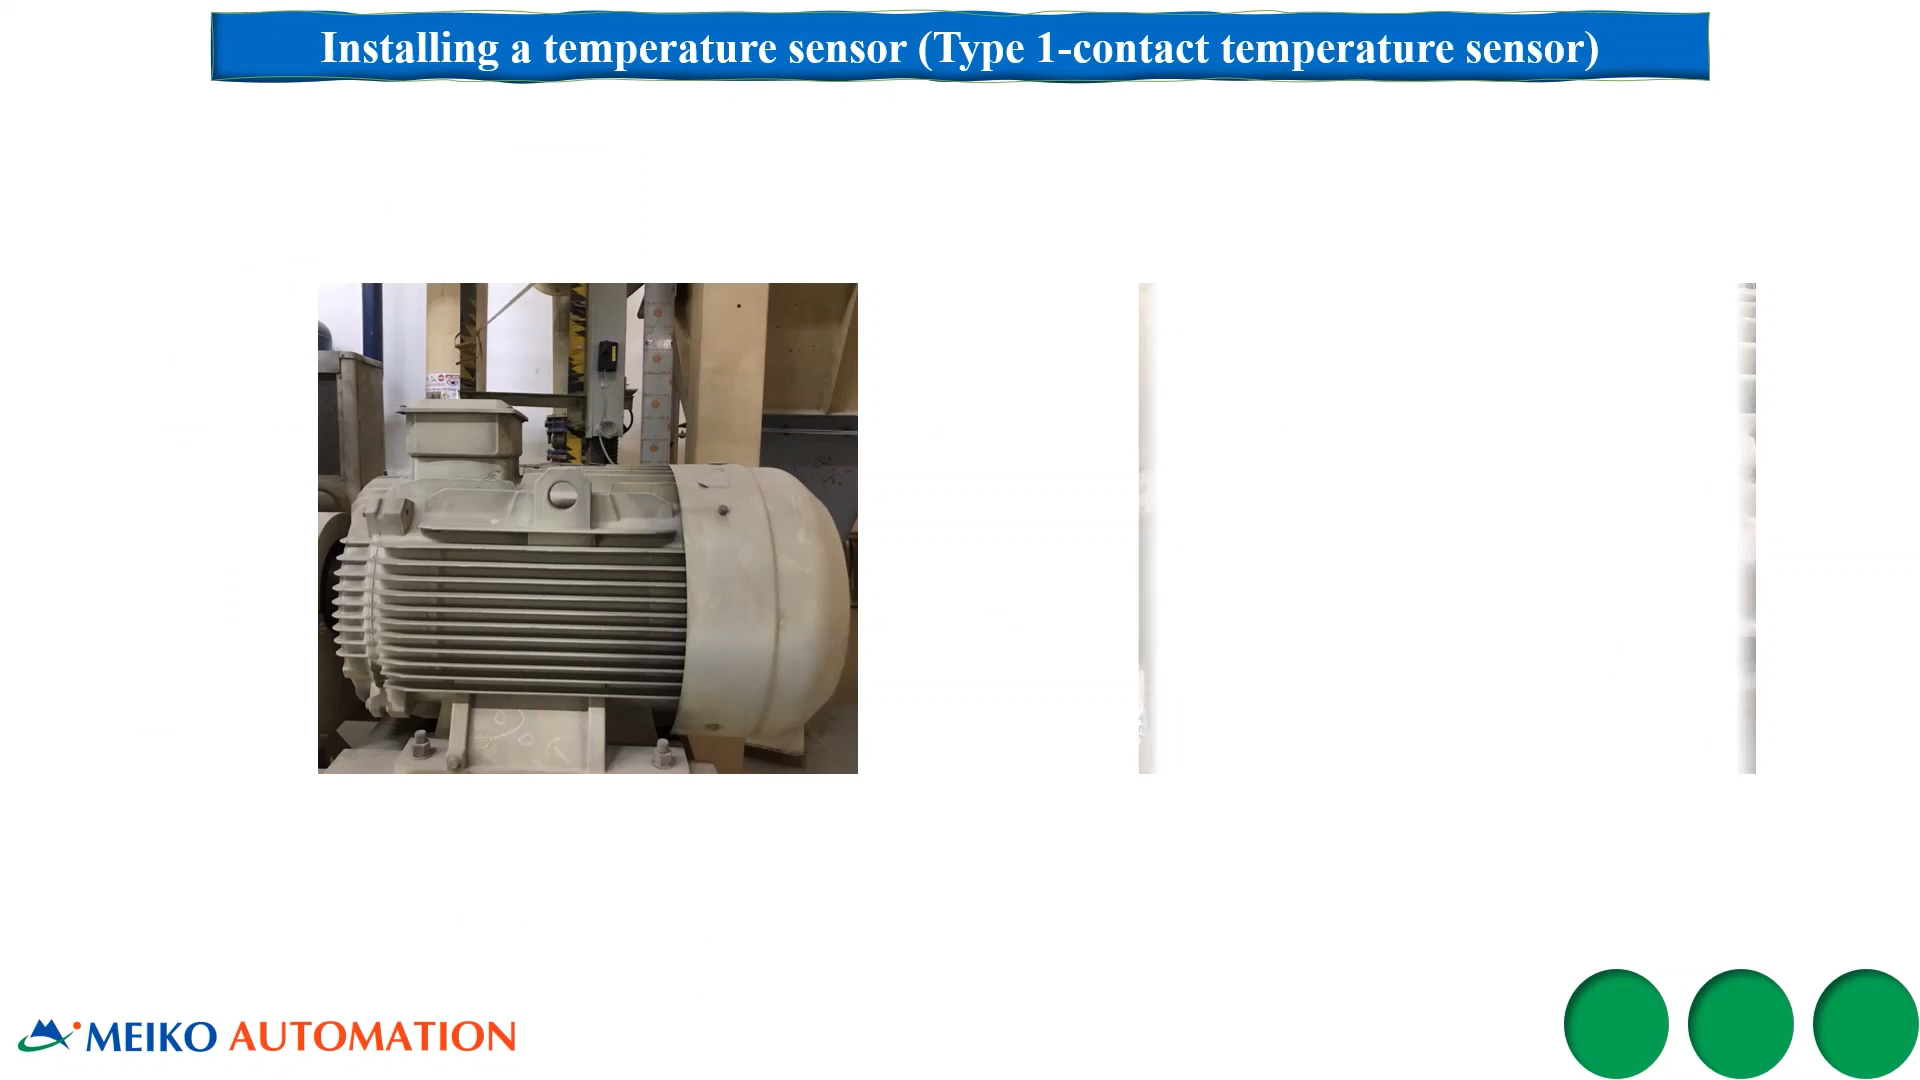 Installing a temperature sensor (Type 1-contact temperature sensor)
MEIKO AUTOMATION